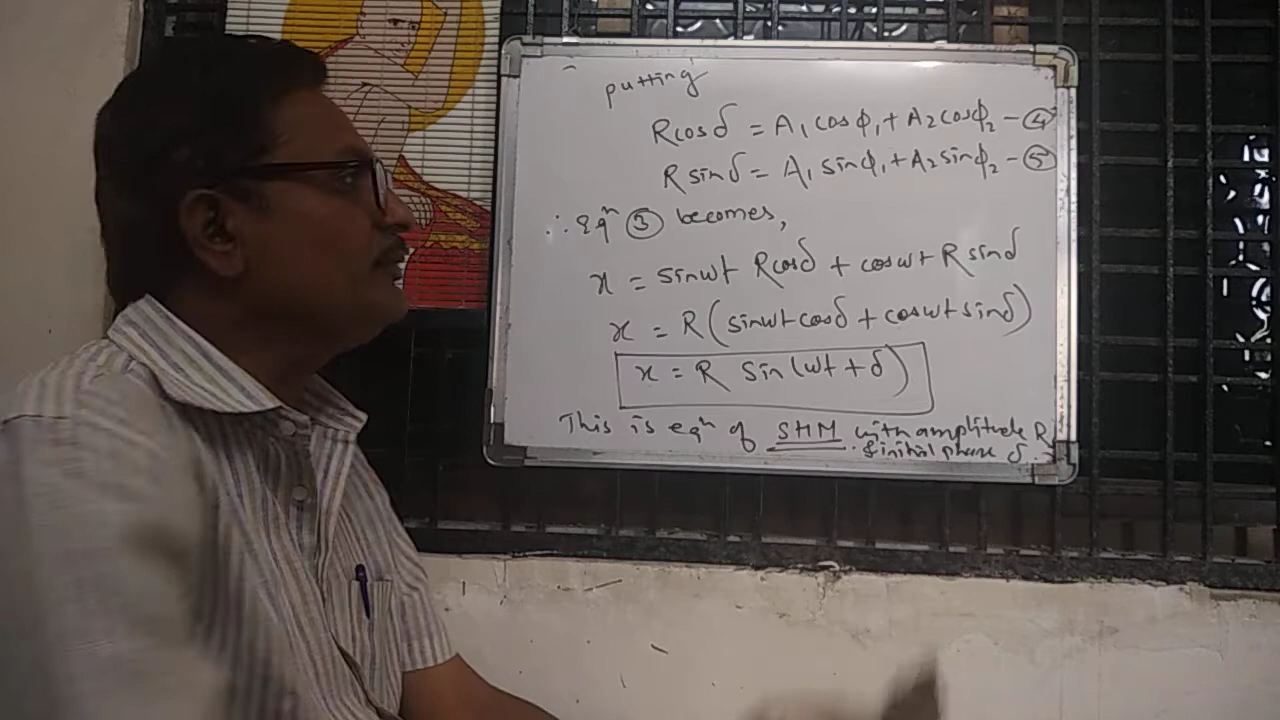 putting
Rcosδ = A₁cosϕ₁ + A₂cosϕ₂ – ④
Rsinδ = A₁sinϕ₁ + A₂sinϕ₂ – ⑤
∴ Eqⁿ ③ becomes,
x = sinωt Rcosδ + cosωt Rsinδ
x = R(sinωt cosδ + cosωt sinδ)
x = R sin(ωt + δ)
This is eqⁿ of SHM with amplitude R
& initial phase δ.